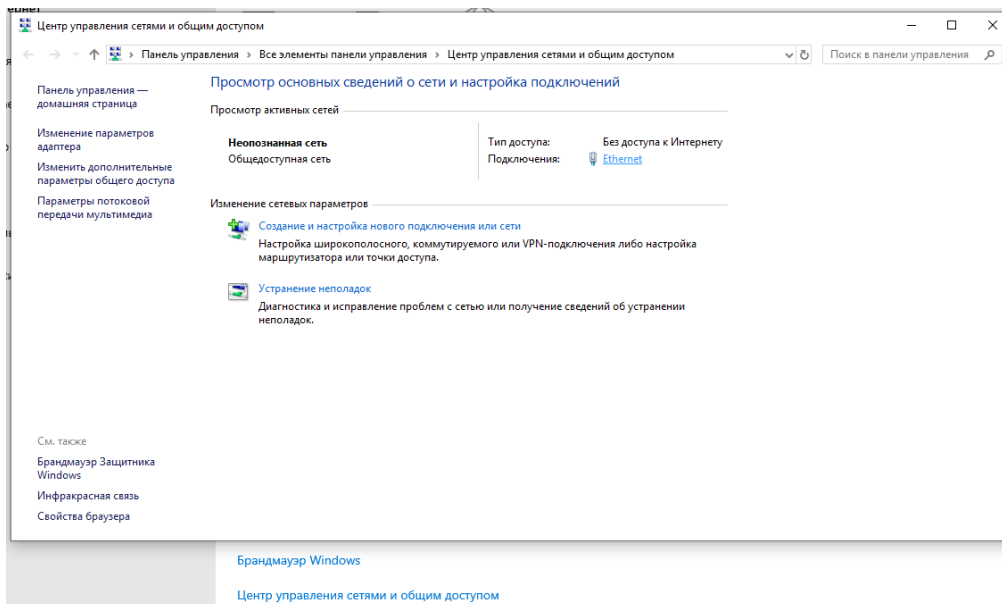 Центр управления сетями и общим доступом
Панель управления › Все элементы панели управления › Центр управления сетями и общим доступом
Поиск в панели управления
Панель управления —
домашняя страница
Изменение параметров
адаптера
Изменить дополнительные
параметры общего доступа
Параметры потоковой
передачи мультимедиа
Просмотр основных сведений о сети и настройка подключений
Просмотр активных сетей
Неопознанная сеть
Общедоступная сеть
Тип доступа: Без доступа к Интернету
Подключения: Ethernet
Изменение сетевых параметров
Создание и настройка нового подключения или сети
Настройка широкополосного, коммутируемого или VPN-подключения либо настройка
маршрутизатора или точки доступа.
Устранение неполадок
Диагностика и исправление проблем с сетью или получение сведений об устранении
неполадок.
См. также
Брандмауэр Защитника
Windows
Инфракрасная связь
Свойства браузера
Брандмауэр Windows
Центр управления сетями и общим доступом